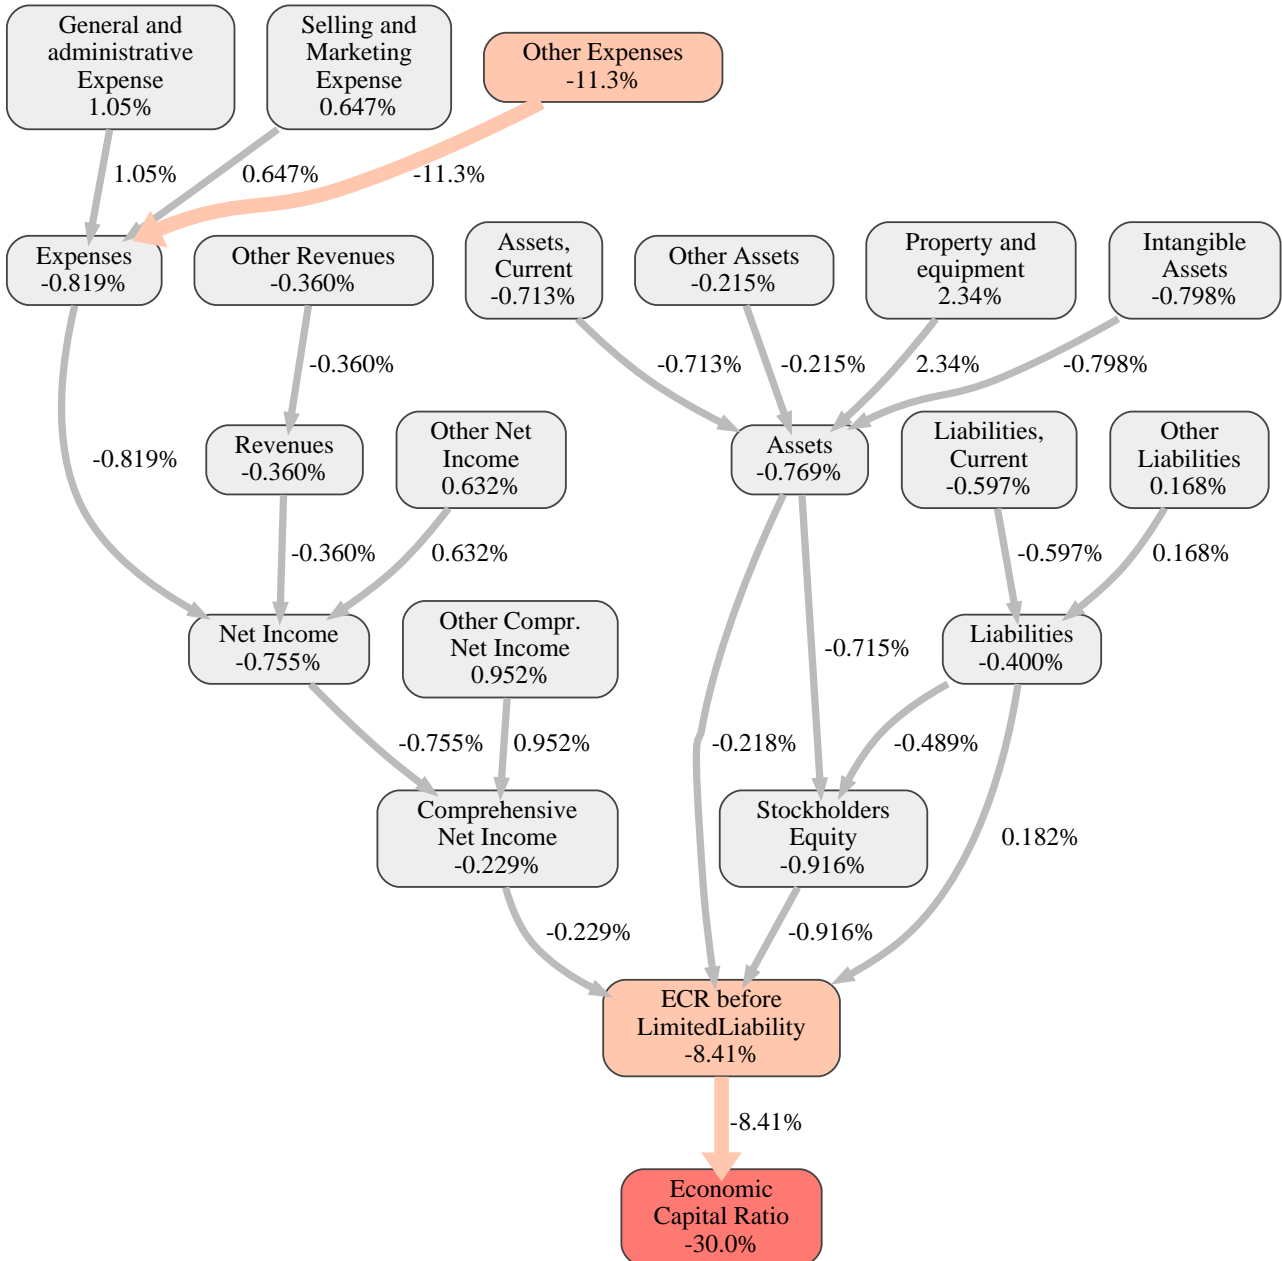 General and
administrative
Expense
1.05%
Selling and
Marketing
Expense
0.647%
Other Expenses
-11.3%
1.05%
0.647%
-11.3%
Expenses
-0.819%
Other Revenues
-0.360%
Assets,
Current
-0.713%
Other Assets
-0.215%
Property and
equipment
2.34%
Intangible
Assets
-0.798%
-0.360%
-0.713%
-0.215%
2.34%
-0.798%
Revenues
-0.360%
Other Net
Income
0.632%
Assets
-0.769%
Liabilities,
Current
-0.597%
Other
Liabilities
0.168%
-0.819%
-0.360%
0.632%
-0.597%
0.168%
Net Income
-0.755%
Other Compr.
Net Income
0.952%
-0.715%
Liabilities
-0.400%
-0.755%
0.952%
-0.218%
-0.489%
Comprehensive
Net Income
-0.229%
Stockholders
Equity
-0.916%
0.182%
-0.229%
-0.916%
ECR before
LimitedLiability
-8.41%
-8.41%
Economic
Capital Ratio
-30.0%